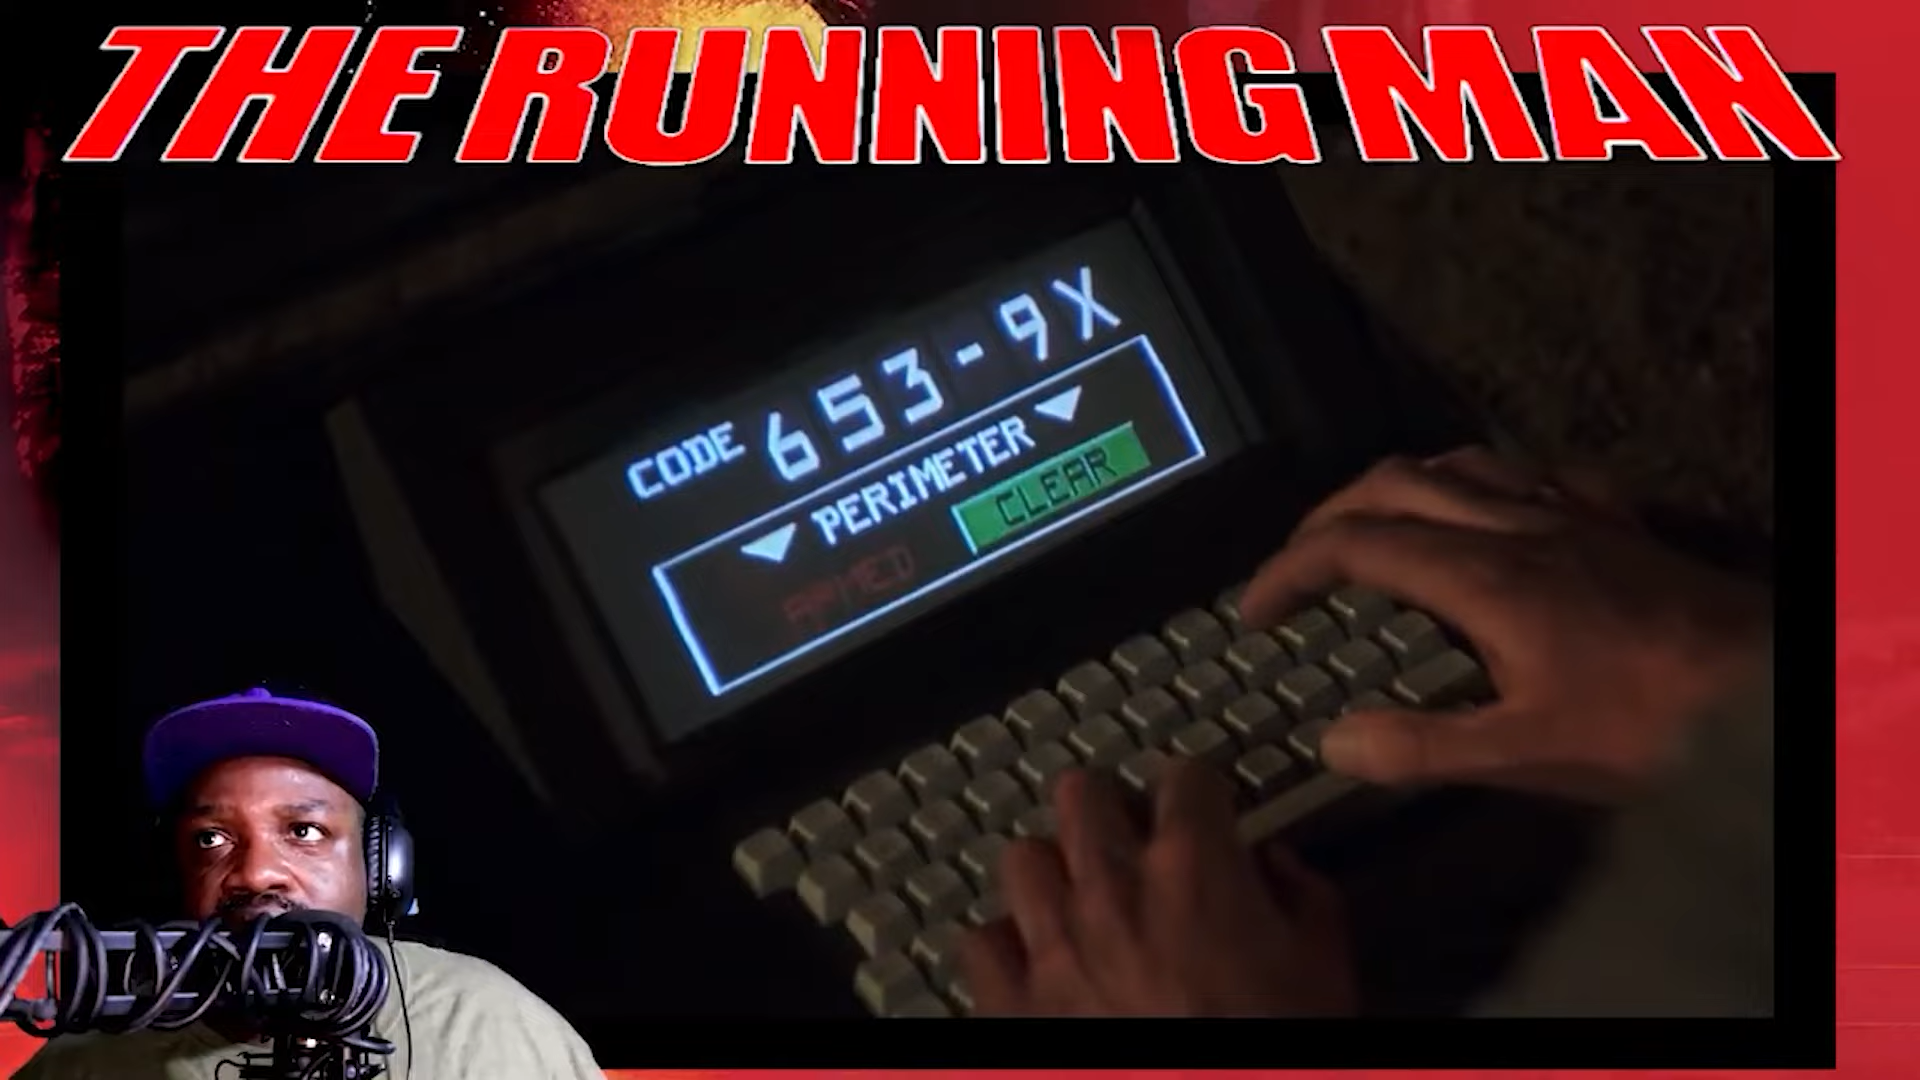 THE RUNNING MAN
CODE 653-9X
PERIMETER
ARMED
CLEAR